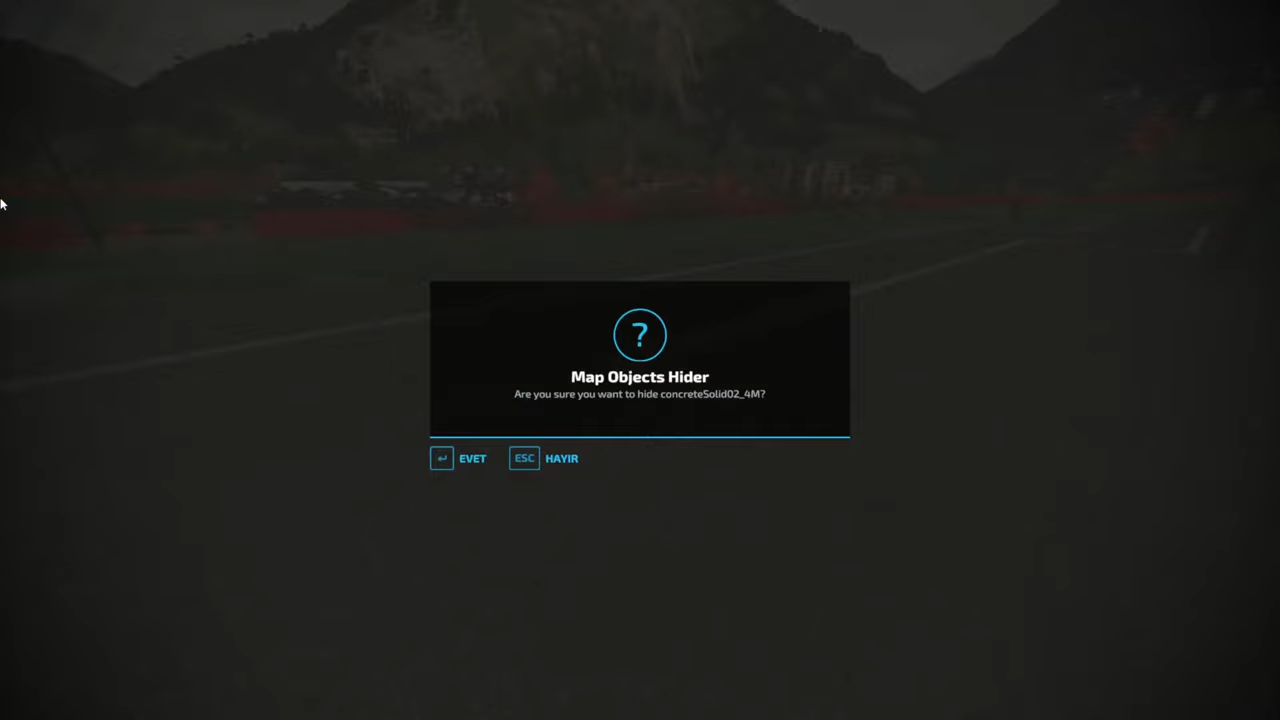 ?
Map Objects Hider
Are you sure you want to hide concreteSolid02_4M?
↵ EVET ESC HAYIR